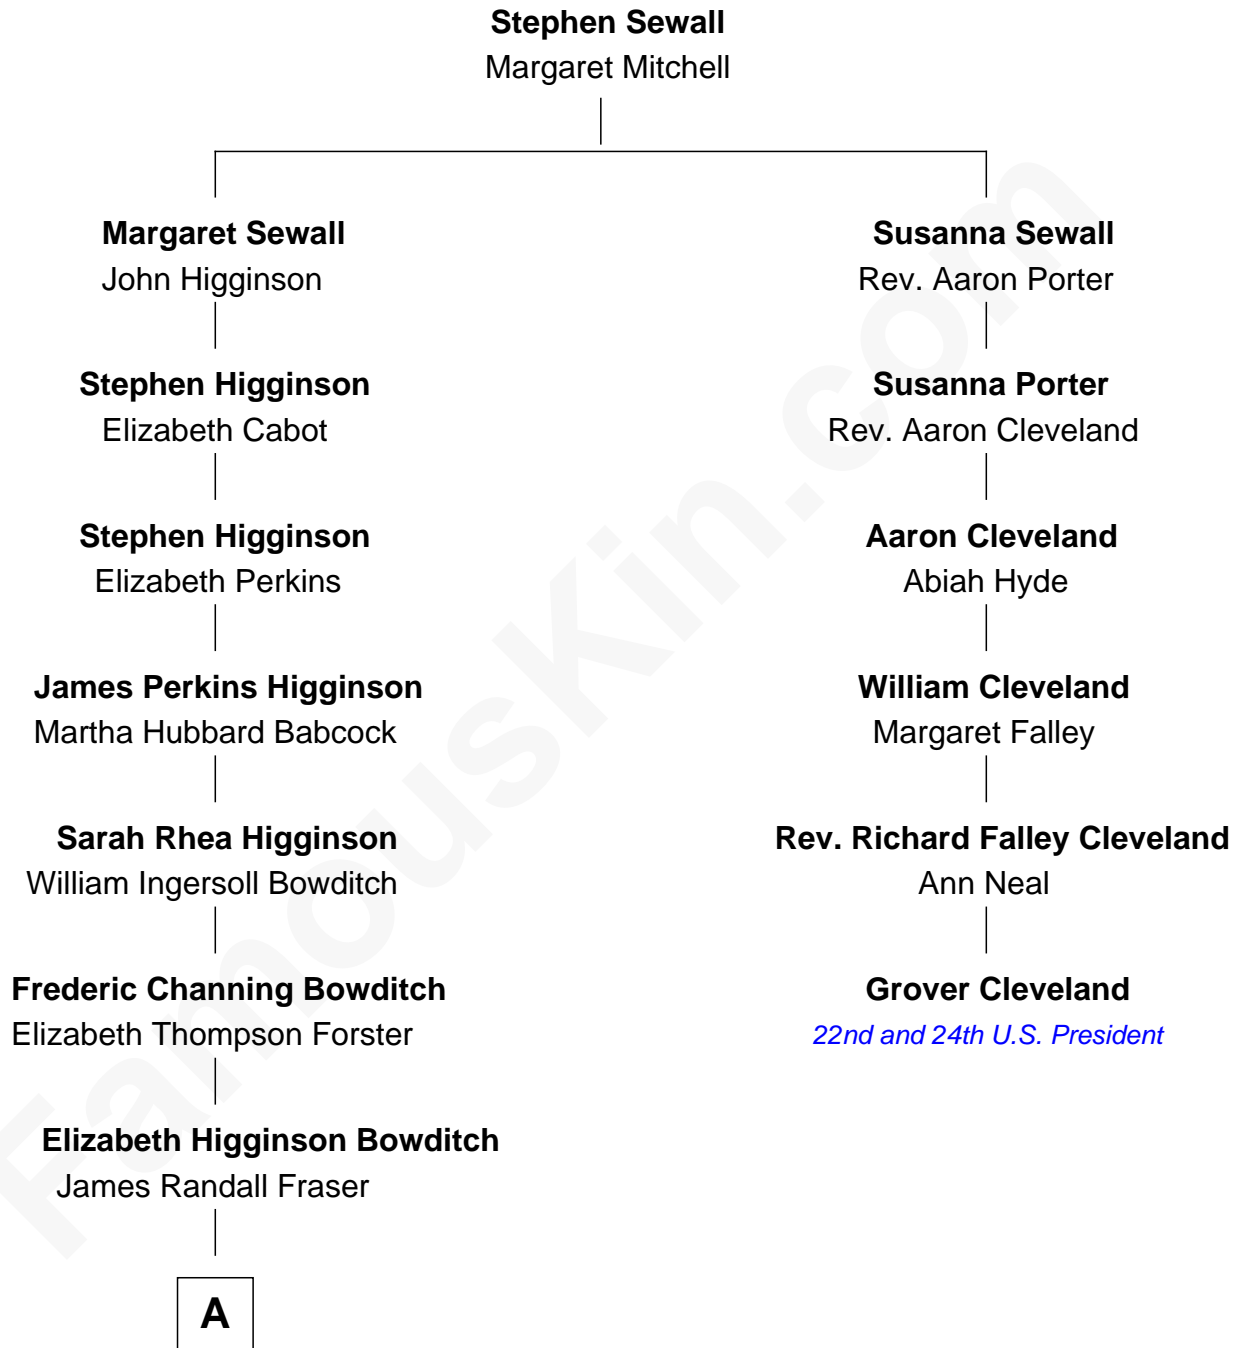 Stephen Sewall
Margaret Mitchell
Margaret Sewall
John Higginson
Susanna Sewall
Rev. Aaron Porter
Stephen Higginson
Elizabeth Cabot
Susanna Porter
Rev. Aaron Cleveland
Stephen Higginson
Elizabeth Perkins
Aaron Cleveland
Abiah Hyde
James Perkins Higginson
Martha Hubbard Babcock
William Cleveland
Margaret Falley
Sarah Rhea Higginson
William Ingersoll Bowditch
Rev. Richard Falley Cleveland
Ann Neal
Frederic Channing Bowditch
Elizabeth Thompson Forster
Grover Cleveland
22nd and 24th U.S. President
Elizabeth Higginson Bowditch
James Randall Fraser
A
FamousKin.com